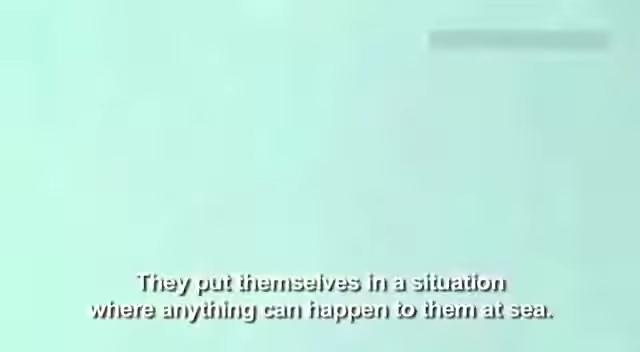 They put themselves in a situation
where anything can happen to them at sea.